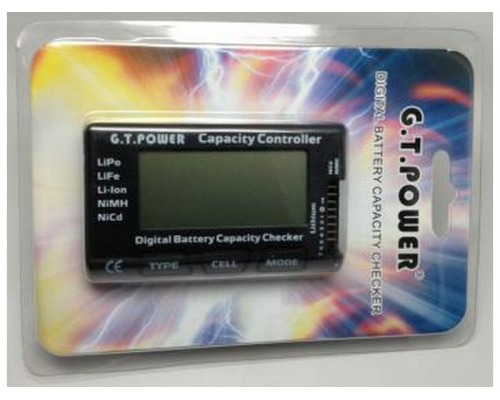 G.T.POWER Capacity Controller
LiPo
LiFe
Li-Ion
NiMH
NiCd
Digital Battery Capacity Checker
CE TYPE CELL MODE
Lithium
G.T.POWER®
DIGITAL BATTERY CAPACITY CHECKER